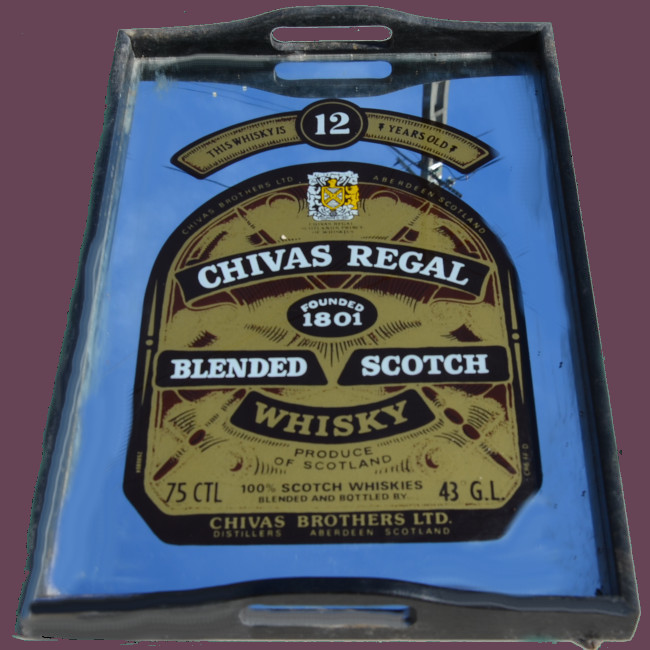 THIS WHISKY IS 12 YEARS OLD
CHIVAS BROTHERS LTD. ABERDEEN SCOTLAND
CHIVAS REGAL
FOUNDED
1801
BLENDED SCOTCH
WHISKY
PRODUCE
OF SCOTLAND
75 CTL 100% SCOTCH WHISKIES 43 G.L.
BLENDED AND BOTTLED BY
CHIVAS BROTHERS LTD.
DISTILLERS ABERDEEN SCOTLAND